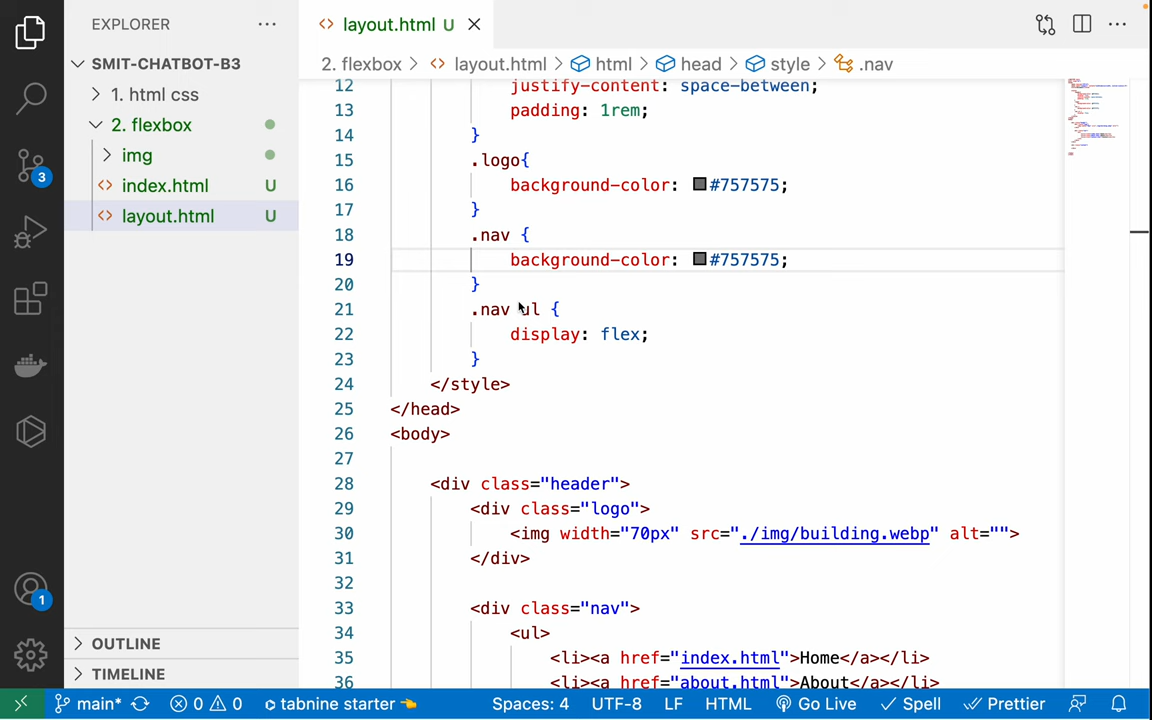 EXPLORER
SMIT-CHATBOT-B3
1. html css
2. flexbox
img
index.html U
layout.html U
OUTLINE
TIMELINE
3
1
layout.html U
2. flexbox > layout.html > html > head > style > .nav
12 justify-content: space-between;
13 padding: 1rem;
14 }
15 .logo{
16 background-color: #757575;
17 }
18 .nav {
19 background-color: #757575;
20 }
21 .nav ul {
22 display: flex;
23 }
24 </style>
25 </head>
26 <body>
27
28 <div class="header">
29 <div class="logo">
30 <img width="70px" src="./img/building.webp" alt="">
31 </div>
32
33 <div class="nav">
34 <ul>
35 <li><a href="index.html">Home</a></li>
36 <li><a href="about.html">About</a></li>
main* 0 0 tabnine starter Spaces: 4 UTF-8 LF HTML Go Live Spell Prettier